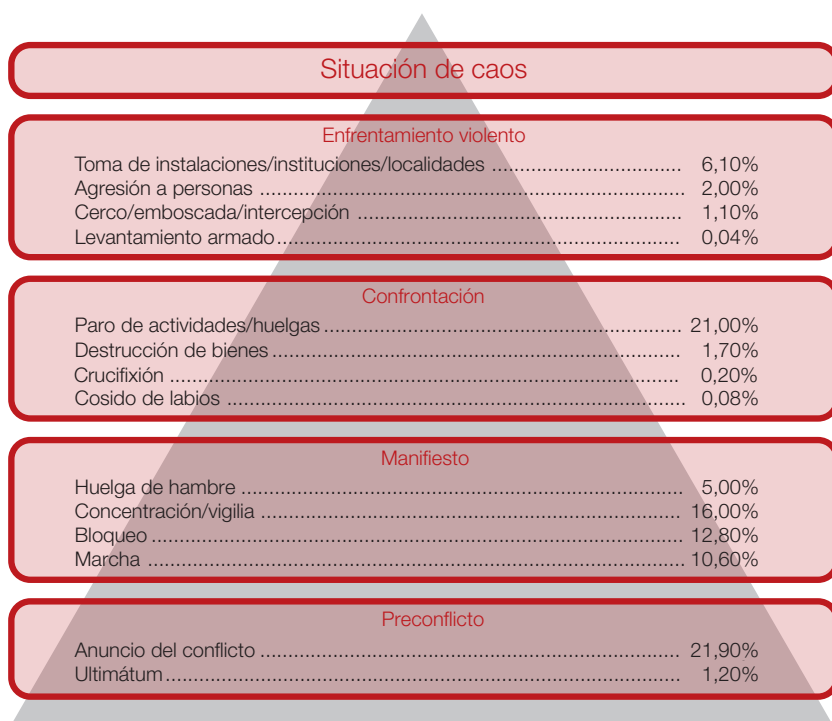 Situación de caos
Enfrentamiento violento
Toma de instalaciones/instituciones/localidades ................................ 6,10%
Agresión a personas ........................................................................ 2,00%
Cerco/emboscada/intercepción ....................................................... 1,10%
Levantamiento armado..................................................................... 0,04%
Confrontación
Paro de actividades/huelgas ............................................................. 21,00%
Destrucción de bienes ...................................................................... 1,70%
Crucifixión ....................................................................................... 0,20%
Cosido de labios .............................................................................. 0,08%
Manifiesto
Huelga de hambre ........................................................................... 5,00%
Concentración/vigilia ........................................................................ 16,00%
Bloqueo .......................................................................................... 12,80%
Marcha ........................................................................................... 10,60%
Preconflicto
Anuncio del conflicto ........................................................................ 21,90%
Ultimátum........................................................................................ 1,20%